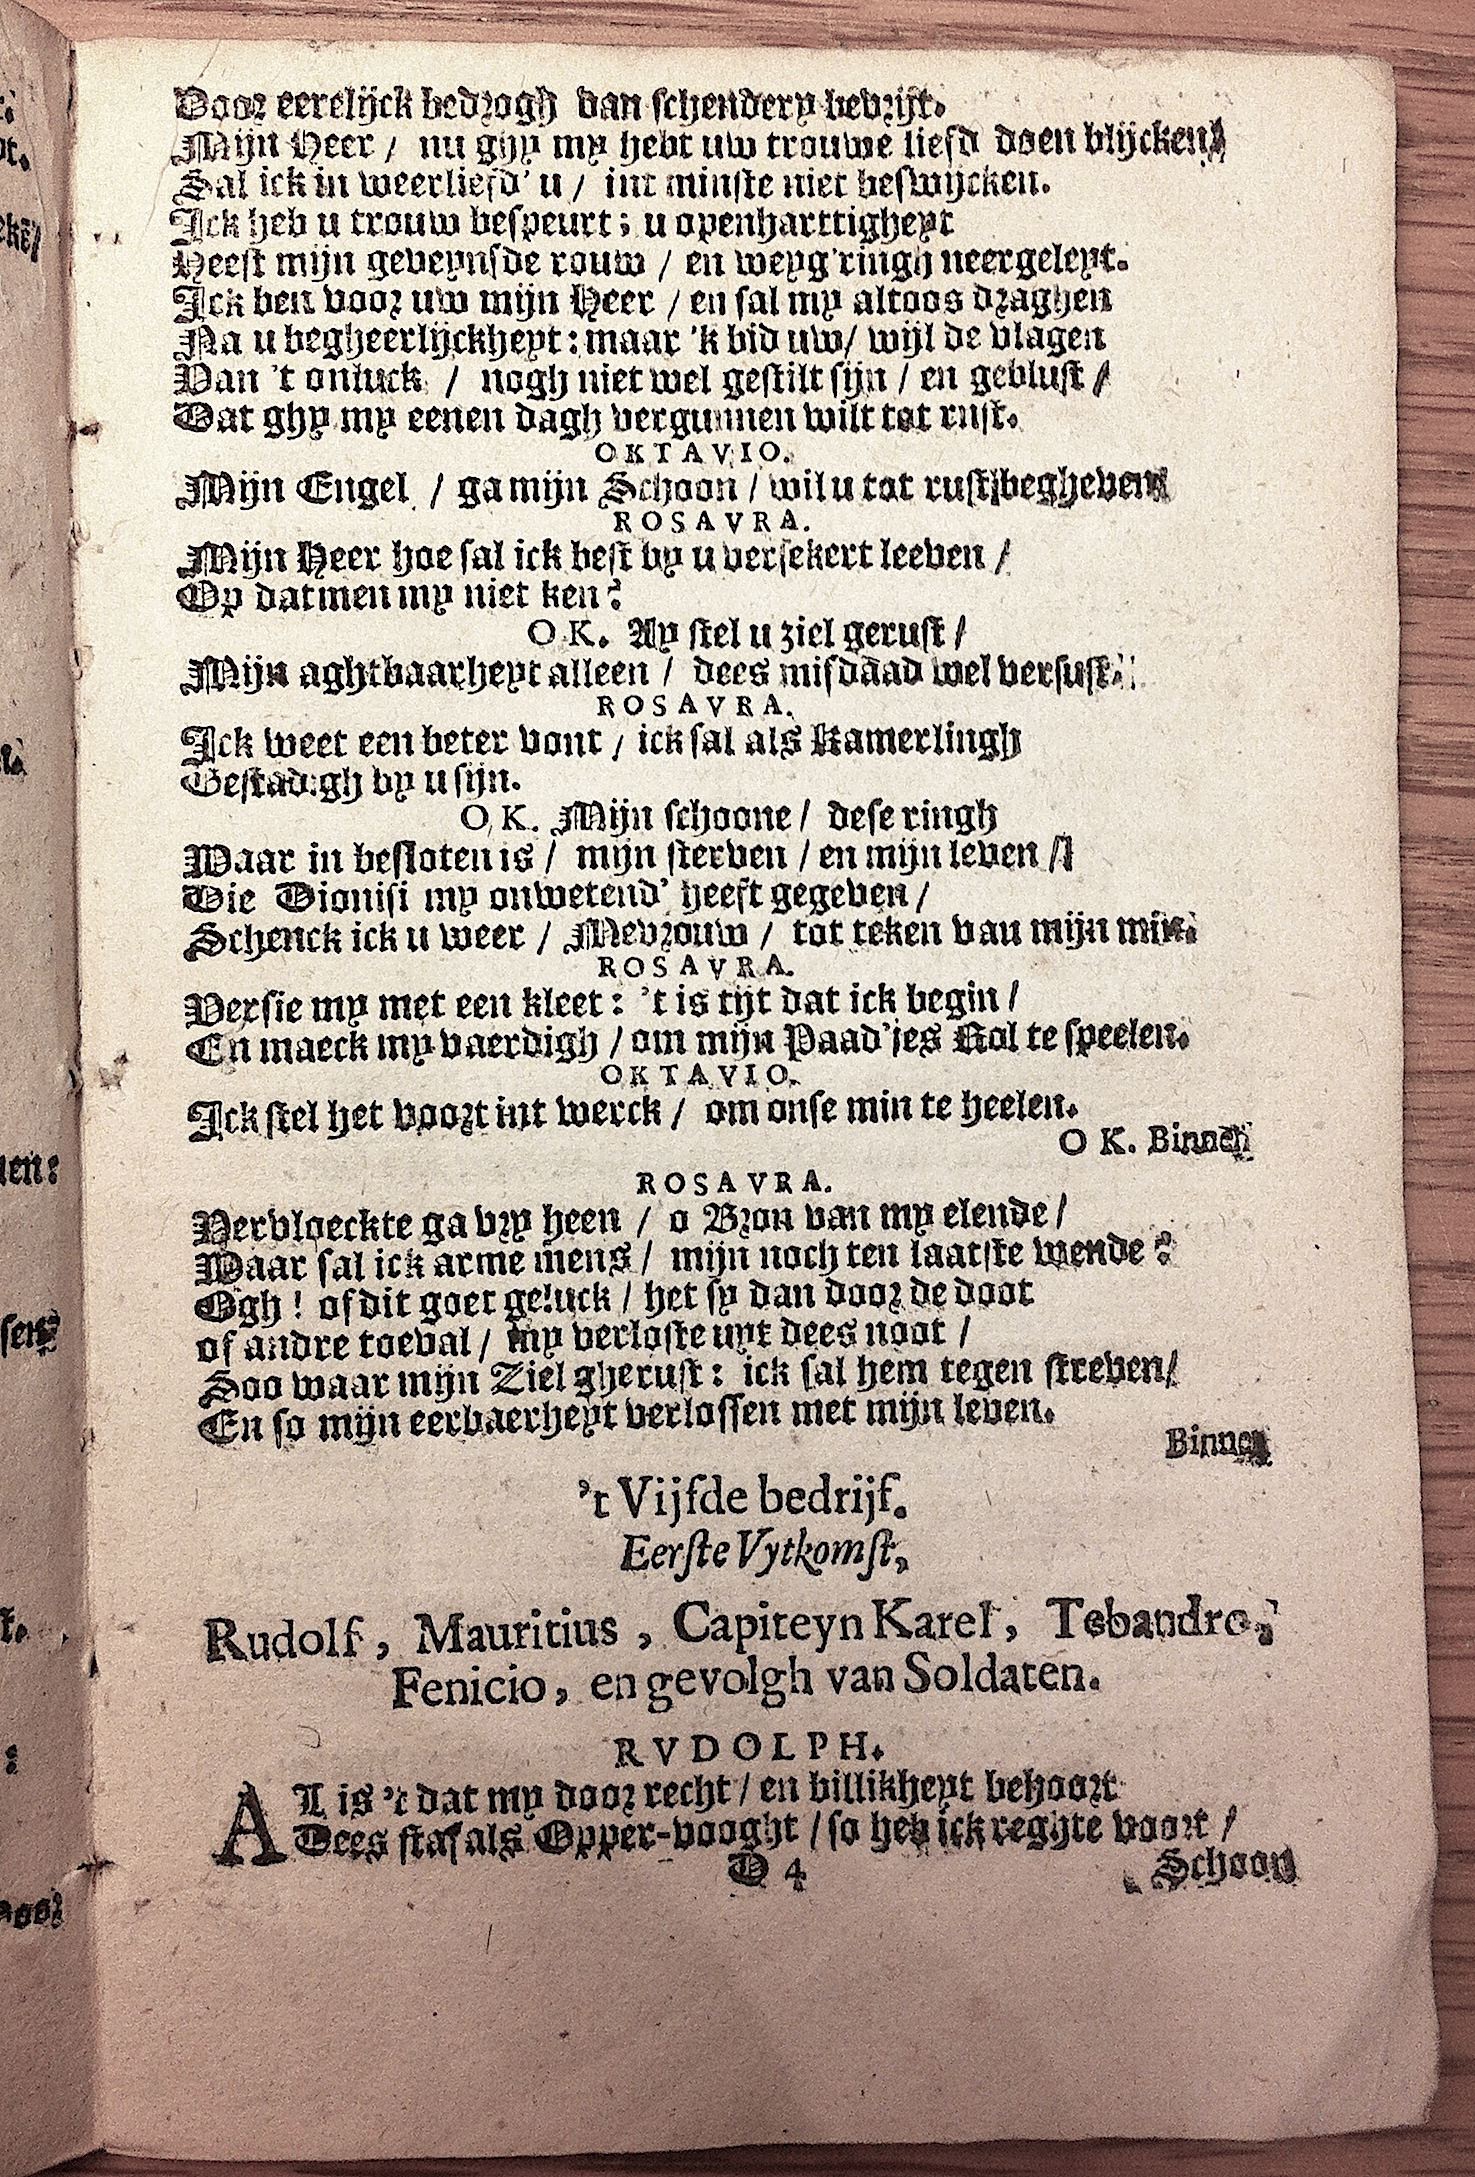 Door eerelijck bedrogh van schendery bevrijt.
Mijn Heer / nu ghy my hebt uw trouwe liefd doen blijcken /
Sal ick in weerliefd' u / int minste niet beswijcken.
Ick heb u trouw bespeurt; u openharttigheyt
Heeft mijn geveynsde rouw / en weyg'ringh neergeleyt.
Ick ben voor uw mijn Heer / en sal my altoos draghen
Na u begheerlijckheyt: maar 'k bid uw / wijl de vlagen
Van 't onluck / nogh niet wel gestilt sijn / en geblust /
Dat ghy my eenen dagh vergunnen wilt tot rust.
OKTAVIO.
Mijn Engel / ga mijn Schoon / wil u tot rust begheven
ROSAVRA.
Mijn Heer hoe sal ick best by u versekert leeven /
Op datmen my niet ken?
OK. Ay stel u ziel gerust /
Mijn aghtbaarheyt alleen / dees misdaad wel versust.
ROSAVRA.
Ick weet een beter vont / ick sal als Kamerlingh
Gestadigh by u sijn.
OK. Mijn schoone / dese ringh
Waar in besloten is / mijn sterven / en mijn leven /
Die Dionisi my onwetend' heeft gegeven /
Schenck ick u weer / Mevrouw / tot teken van mijn min.
ROSAVRA.
Versie my met een kleet: 't is tijt dat ick begin /
En maeck my vaerdigh / om mijn Paad'jes Rol te speelen.
OKTAVIO.
Ick stel het voort int werck / om onse min te heelen.
OK. Binnen
ROSAVRA.
Vervloeckte ga vry heen / o Bron van my elende /
Waar sal ick arme mens / mijn noch ten laatste wende?
Ogh! of dit goet geluck / het sy dan door de doot
of andre toeval / my verloste uyt dees noot /
Soo waar mijn Ziel gherust: ick sal hem tegen streven /
En so mijn eerbaerheyt verlossen met mijn leven.
Binnen
't Vijfde bedrijf.
Eerste Vytkomst,
Rudolf, Mauritius, Capiteyn Karel, Tebandro,
Fenicio, en gevolgh van Soldaten.
RVDOLPH.
AL is 't dat my door recht / en billikheyt behoort
Dees staf als Opper-vooght / so heb ick reghte voort /
D 4
Schoon